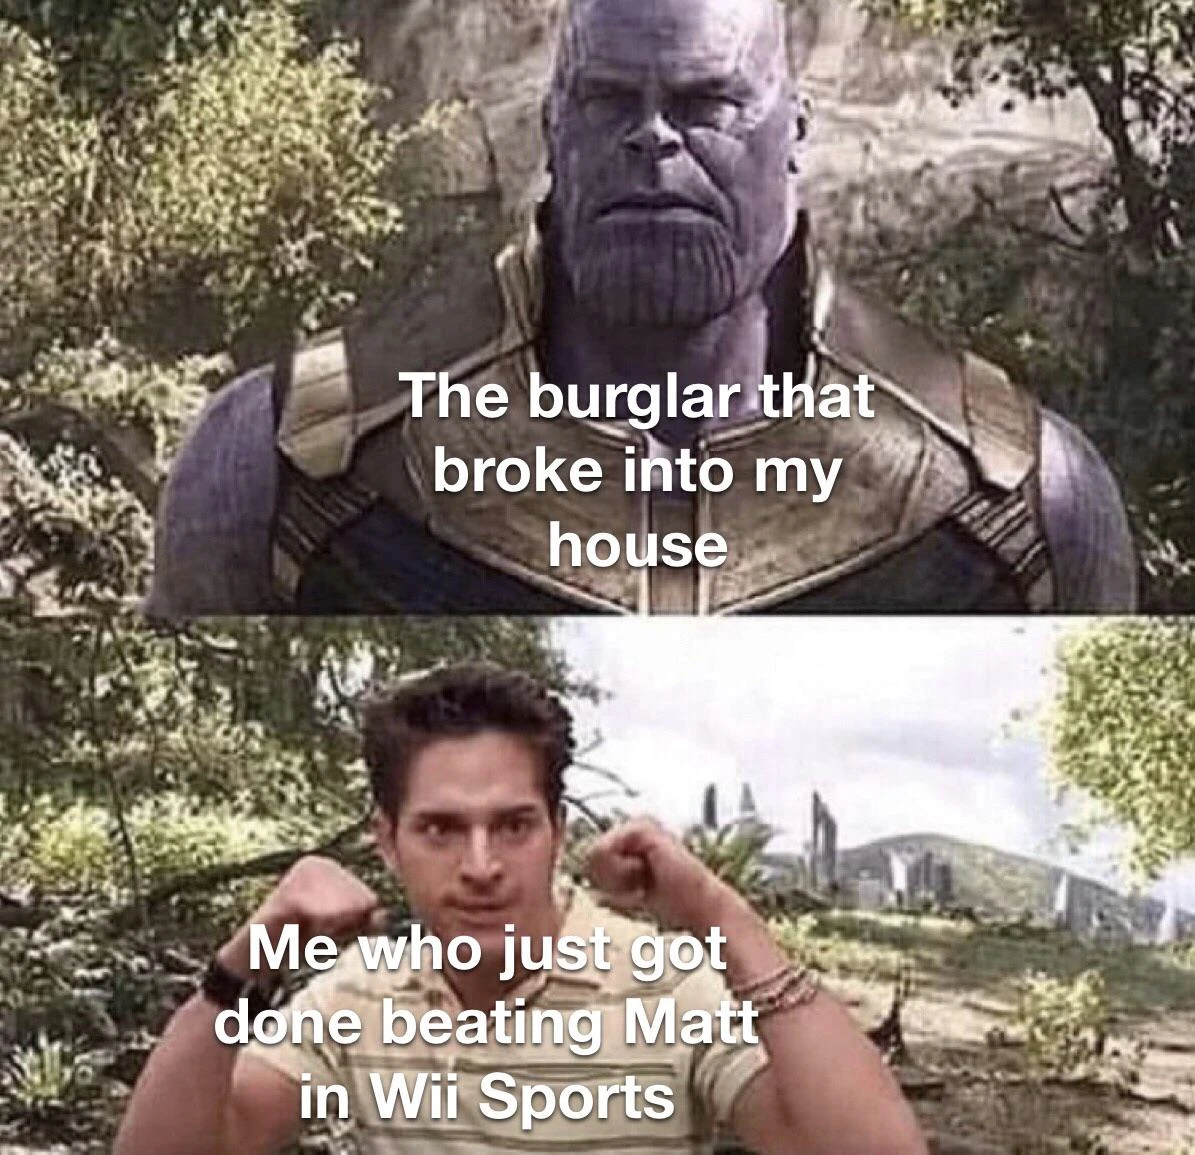 The burglar that
broke into my
house
Me who just got
done beating Matt
in Wii Sports